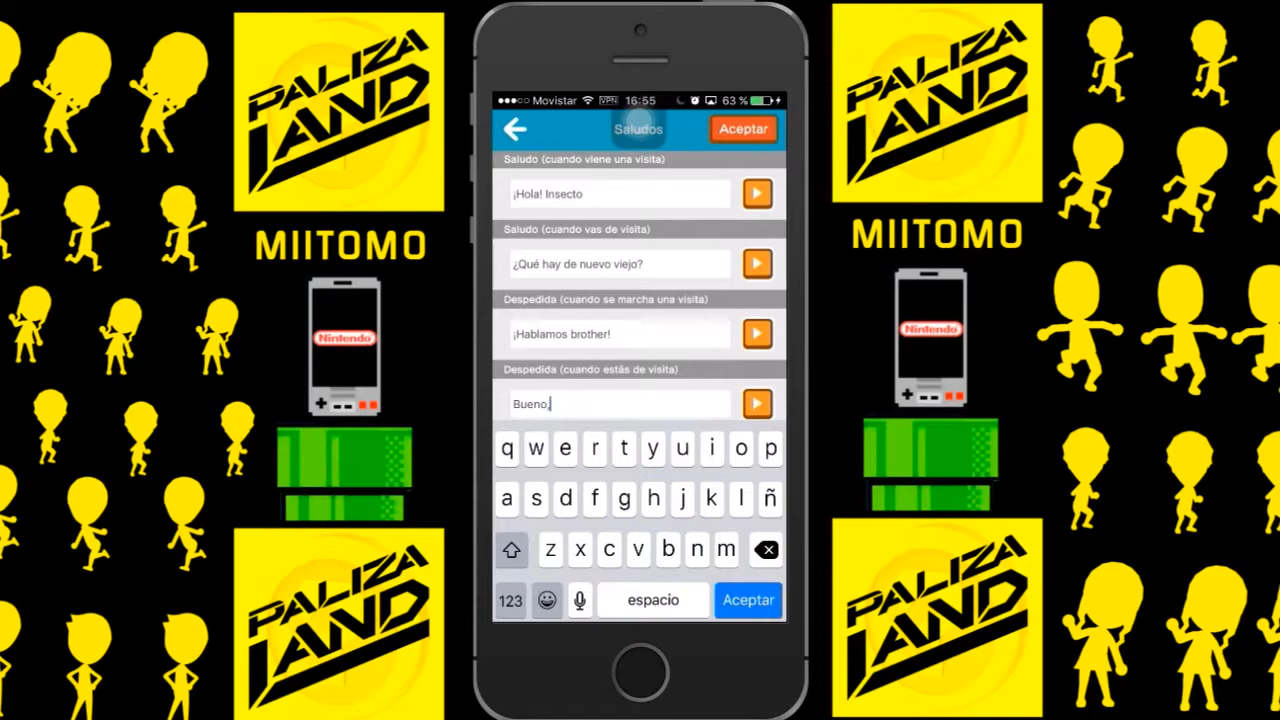 PALIZA
LAND
MIITOMO
Nintendo
PALIZA
LAND
Movistar VPN 16:55 63 %
Saludos Aceptar
Saludo (cuando viene una visita)
¡Hola! Insecto
Saludo (cuando vas de visita)
¿Qué hay de nuevo viejo?
Despedida (cuando se marcha una visita)
¡Hablamos brother!
Despedida (cuando estás de visita)
Bueno,
q w e r t y u i o p
a s d f g h j k l ñ
z x c v b n m
123 espacio Aceptar
PALIZA
LAND
MIITOMO
Nintendo
PALIZA
LAND